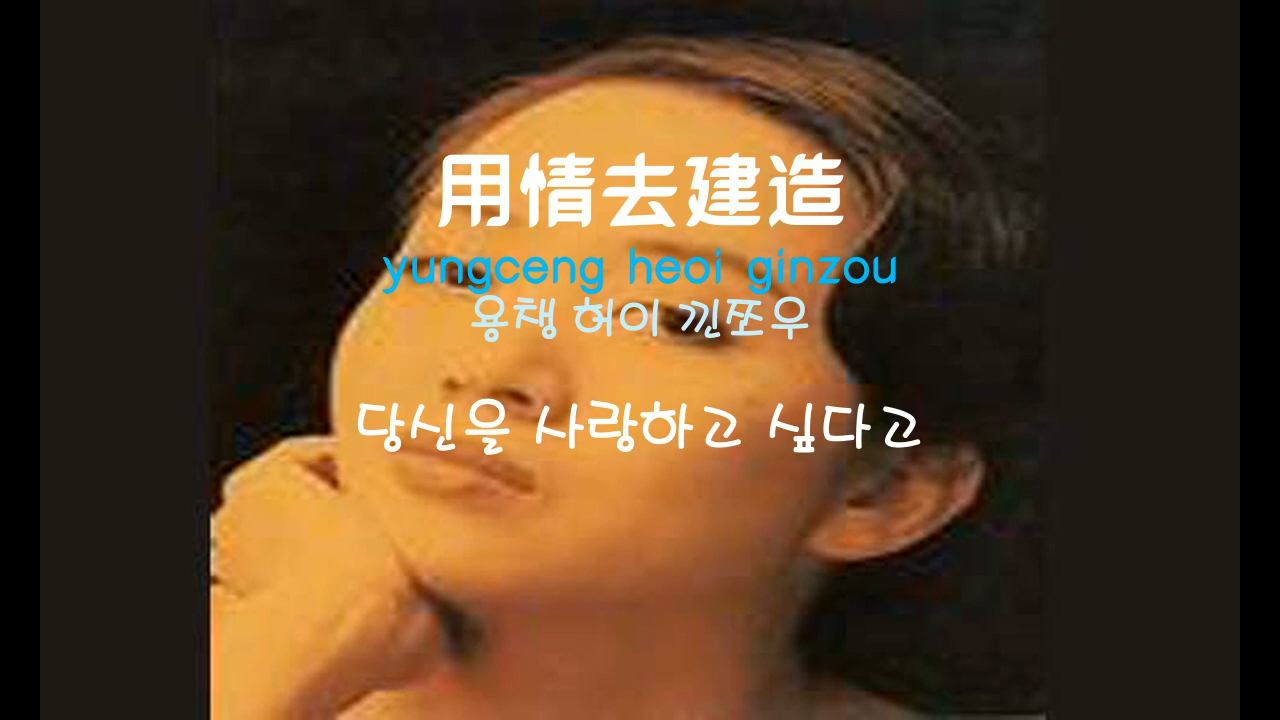 用情去建造
yungceng heoi ginzou
용챙 허이 낀쪼우
당신을 사랑하고 싶다고